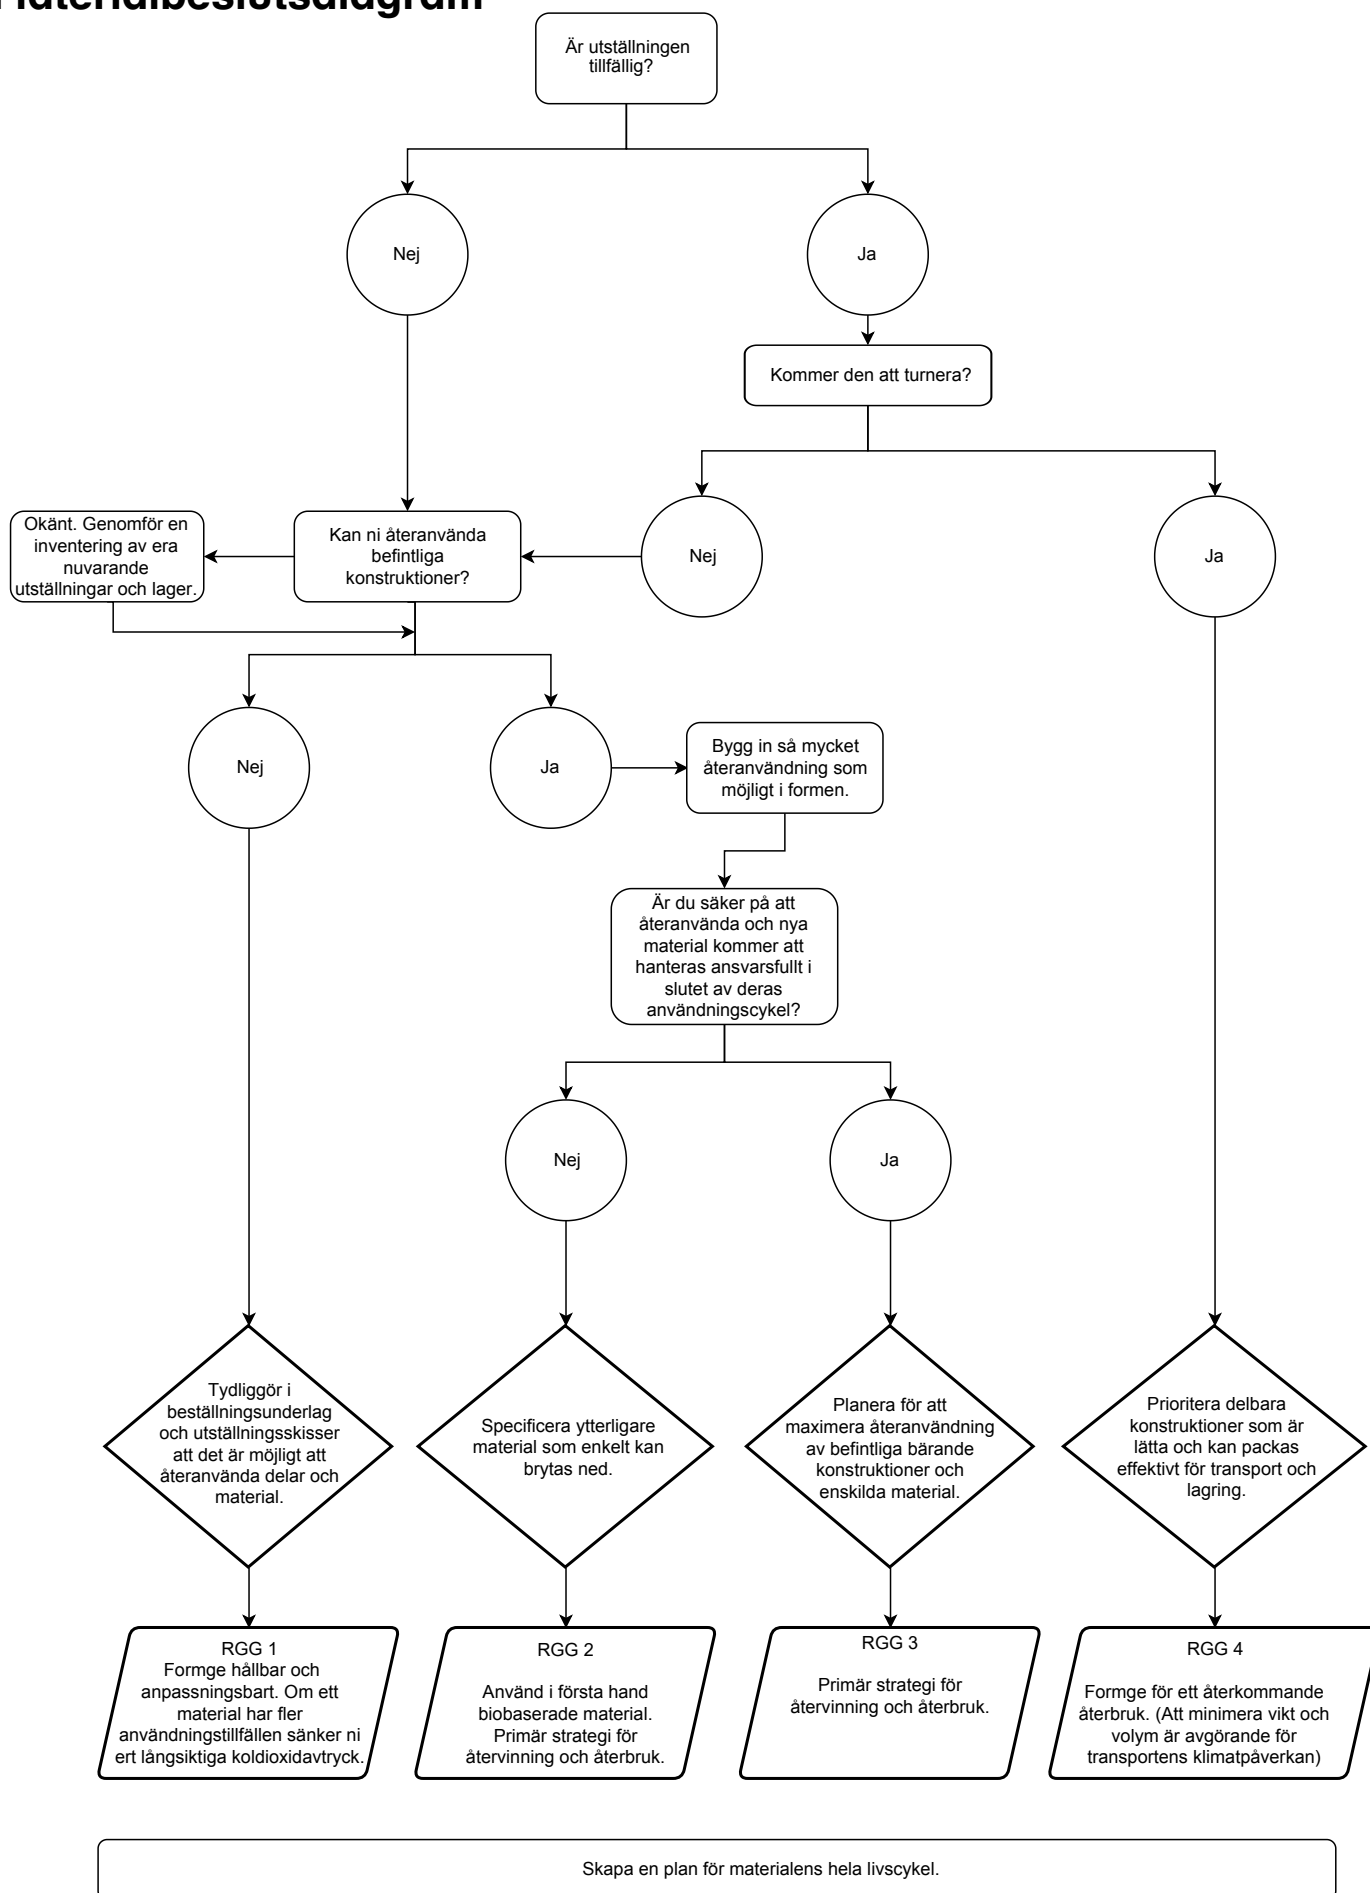 Materialbeslutsdiagram
Är utställningen
tillfällig?
Nej
Ja
Kommer den att turnera?
Okänt. Genomför en
inventering av era
nuvarande
utställningar och lager.
Kan ni återanvända
befintliga
konstruktioner?
Nej
Ja
Nej
Ja
Bygg in så mycket
återanvändning som
möjligt i formen.
Är du säker på att
återanvända och nya
material kommer att
hanteras ansvarsfullt i
slutet av deras
användningscykel?
Nej
Ja
Tydliggör i
beställningsunderlag
och utställningsskisser
att det är möjligt att
återanvända delar och
material.
Specificera ytterligare
material som enkelt kan
brytas ned.
Planera för att
maximera återanvändning
av befintliga bärande
konstruktioner och
enskilda material.
Prioritera delbara
konstruktioner som är
lätta och kan packas
effektivt för transport och
lagring.
RGG 1
Formge hållbar och
anpassningsbart. Om ett
material har fler
användningstillfällen sänker ni
ert långsiktiga koldioxidavtryck.
RGG 2
Använd i första hand
biobaserade material.
Primär strategi för
återvinning och återbruk.
RGG 3
Primär strategi för
återvinning och återbruk.
RGG 4
Formge för ett återkommande
återbruk. (Att minimera vikt och
volym är avgörande för
transportens klimatpåverkan)
Skapa en plan för materialens hela livscykel.